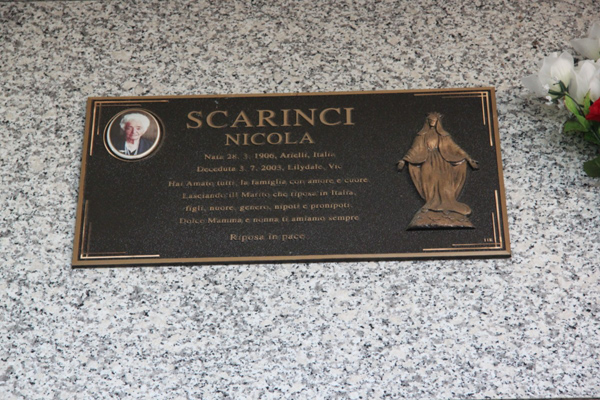 SCARINCI
NICOLA
Nata 28. 3. 1906, Arielli, Italia
Deceduta 3. 7. 2005, Lilydale, Vic
Hai Amato tutta la famiglia con amore e cuore.
Lasciando il Marito che riposa in Italia,
figli, nuore, genero, nipoti e pronipoti.
Dolce Mamma e nonna ti amiamo sempre
Riposa in pace